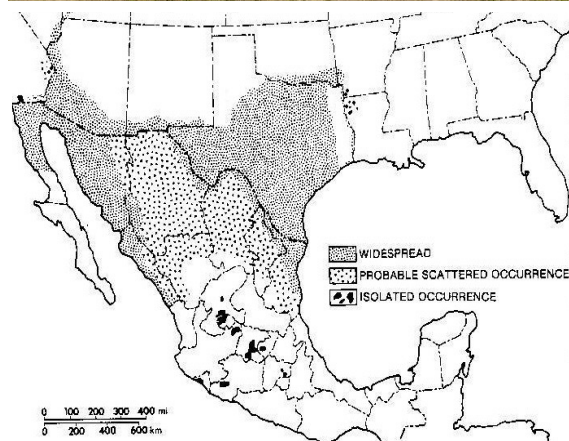 WIDESPREAD
PROBABLE SCATTERED OCCURRENCE
ISOLATED OCCURRENCE
0 100 200 300 400 mi
0 200 400 600 km